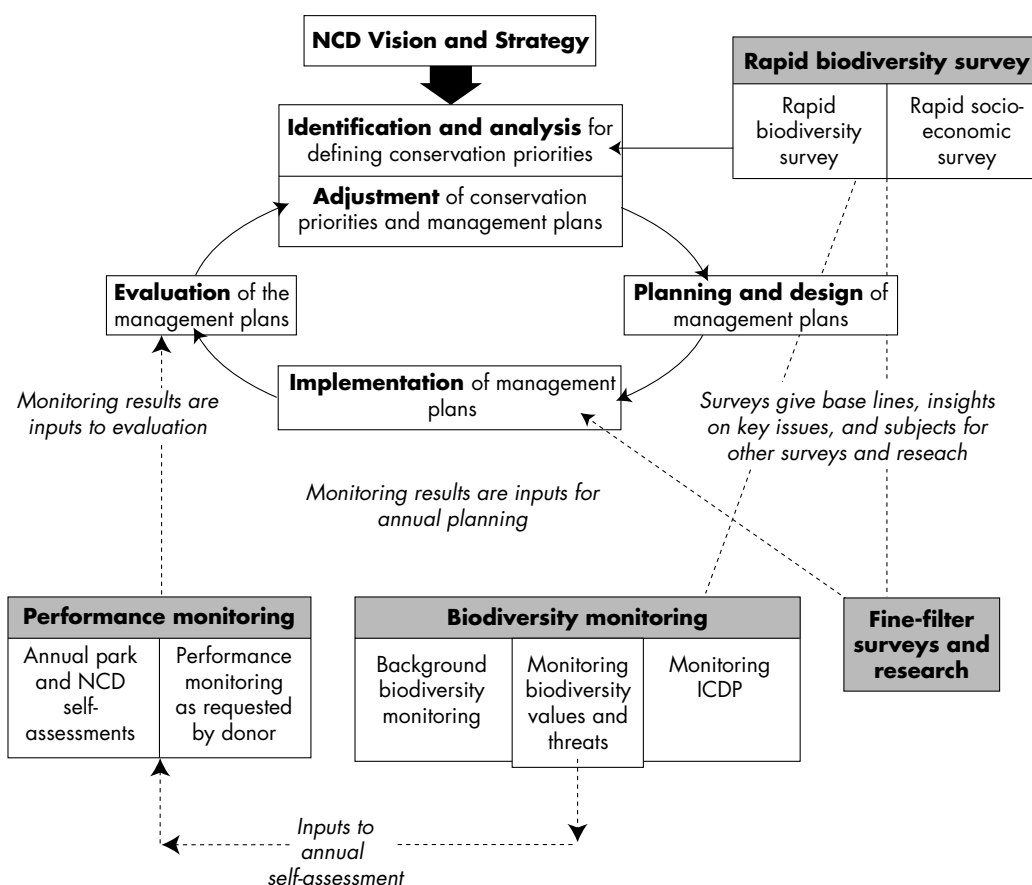 NCD Vision and Strategy
Rapid biodiversity survey
Rapid
biodiversity
survey
Rapid socio-
economic
survey
Identification and analysis for
defining conservation priorities
Adjustment of conservation
priorities and management plans
Evaluation of the
management plans
Planning and design of
management plans
Implementation of management
plans
Monitoring results are
inputs to evaluation
Surveys give base lines, insights
on key issues, and subjects for
other surveys and reseach
Monitoring results are inputs for
annual planning
Performance monitoring
Annual park
and NCD
self-
assessments
Performance
monitoring
as requested
by donor
Biodiversity monitoring
Background
biodiversity
monitoring
Monitoring
biodiversity
values and
threats
Monitoring
ICDP
Fine-filter
surveys and
research
Inputs to
annual
self-assessment